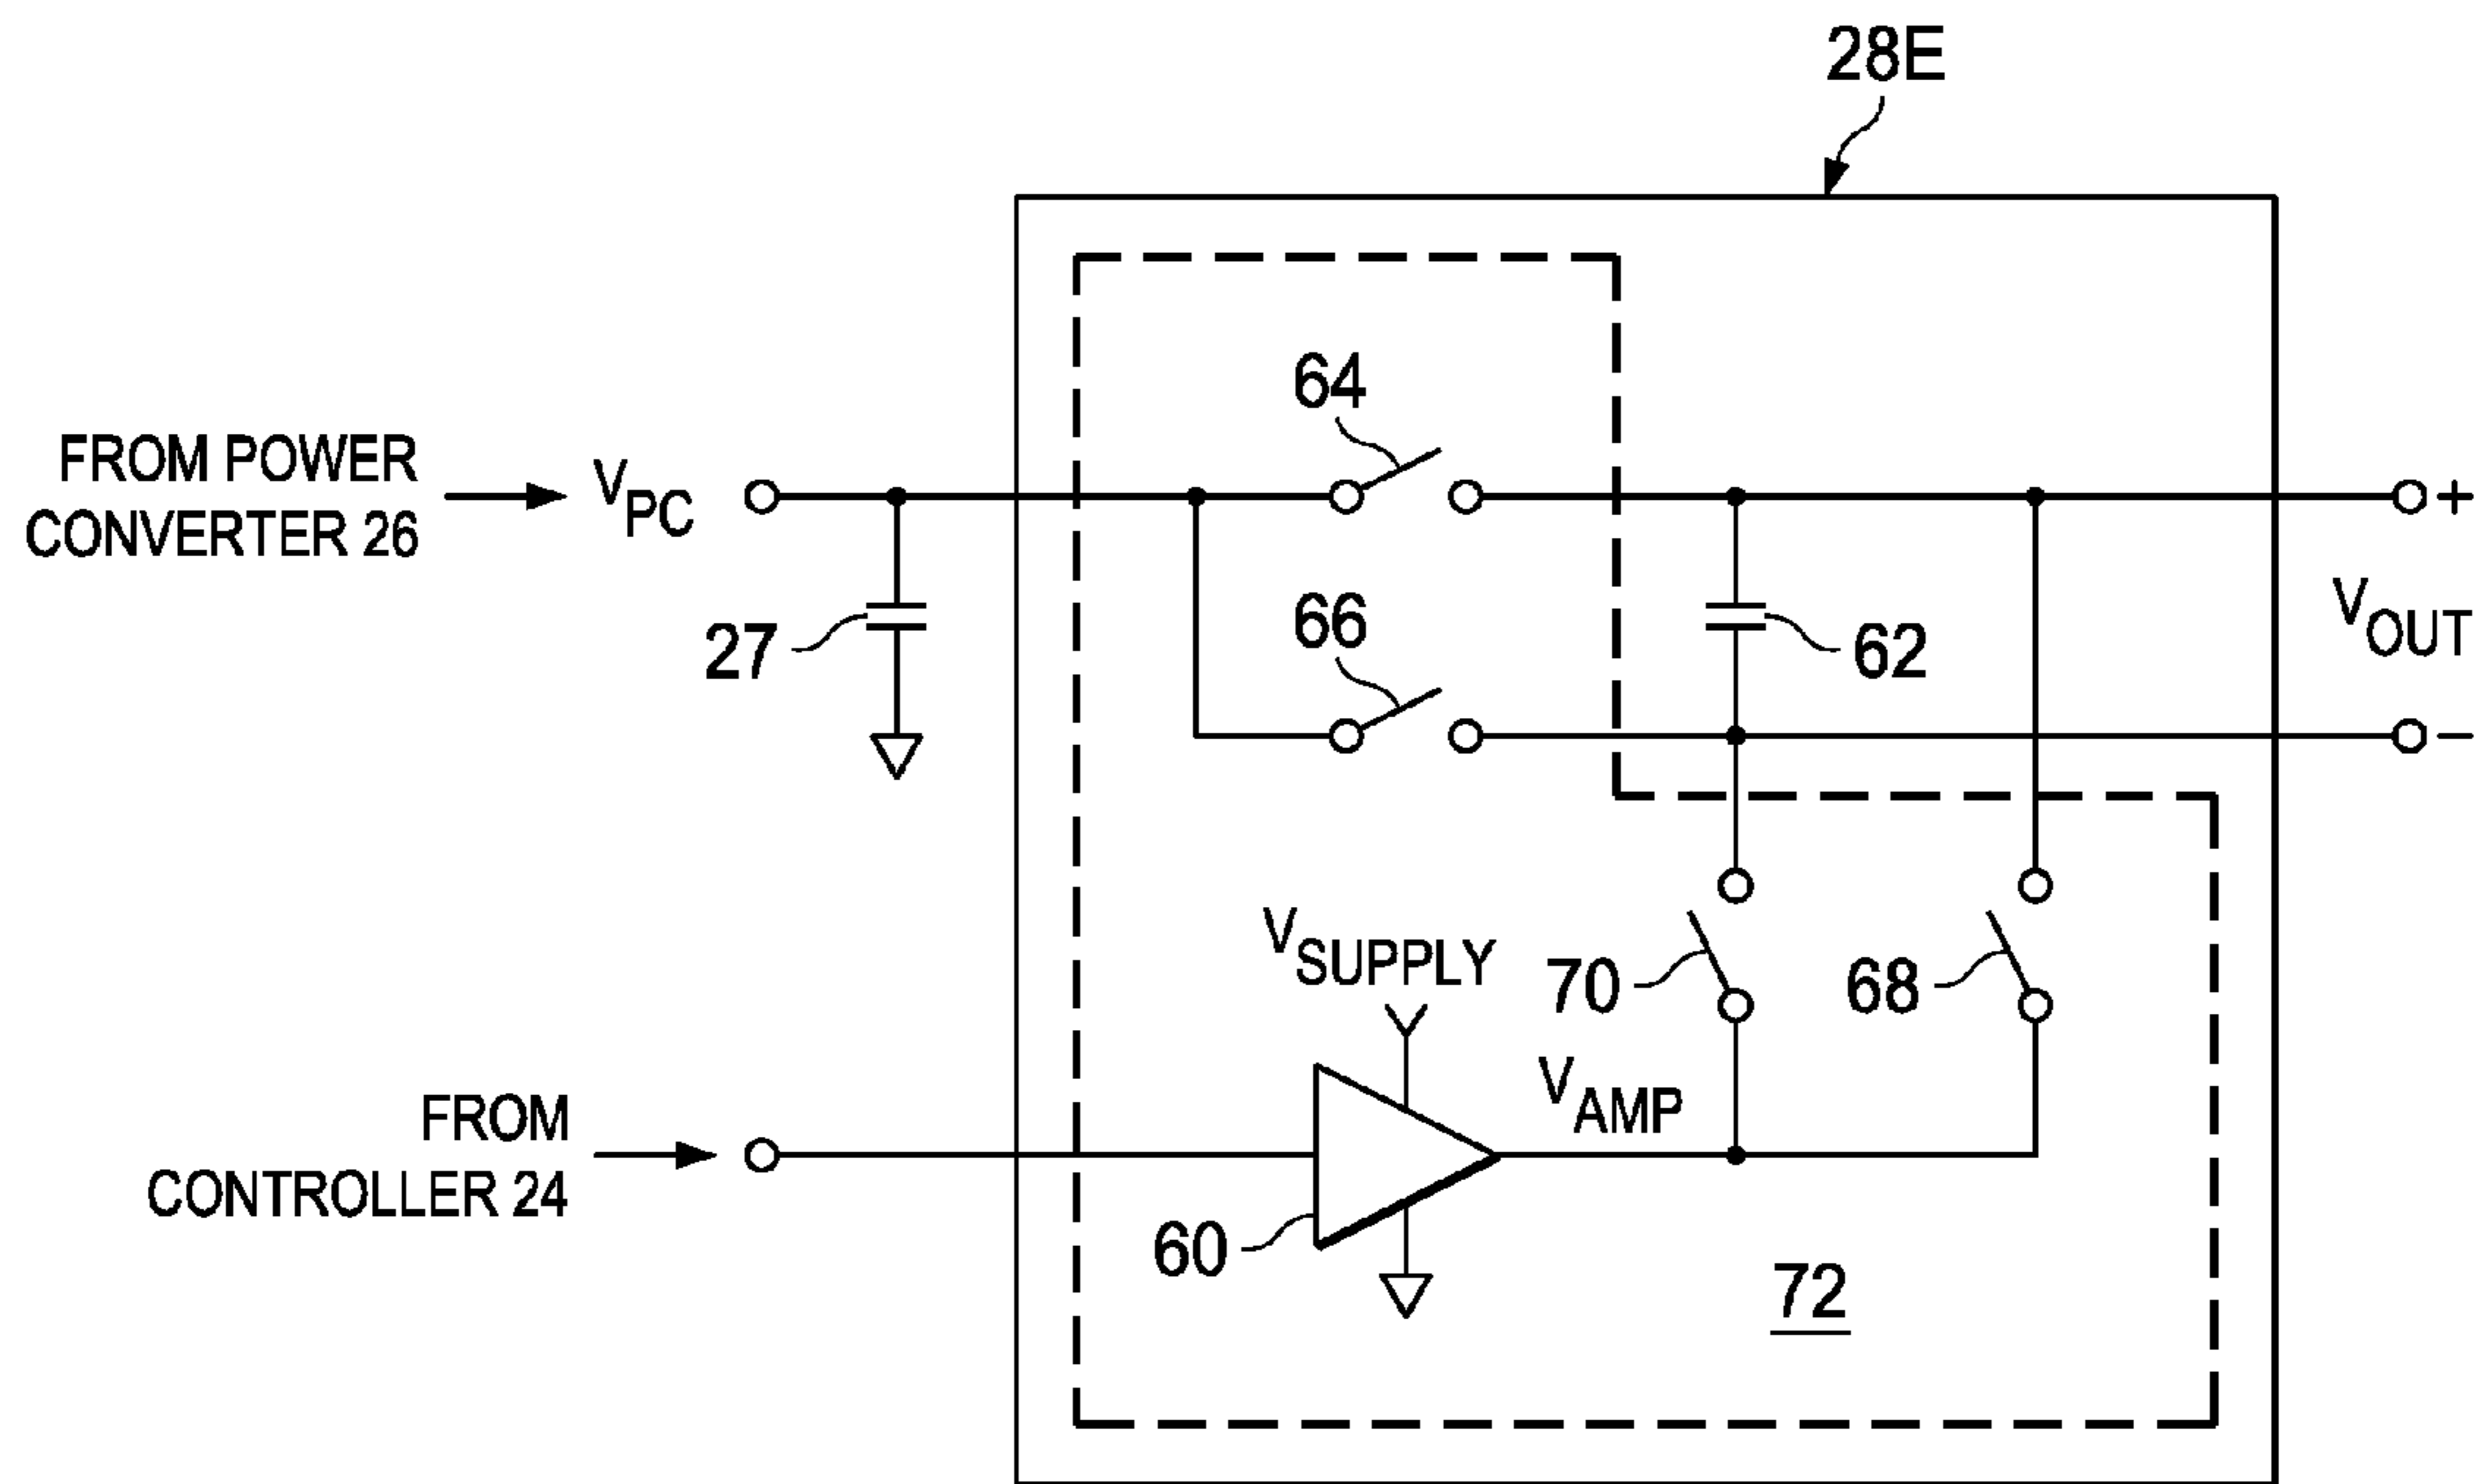 28E
64
FROM POWER
CONVERTER 26
VPC
+
27
66
62
VOUT
−
VSUPPLY
70
68
VAMP
FROM
CONTROLLER 24
60
72